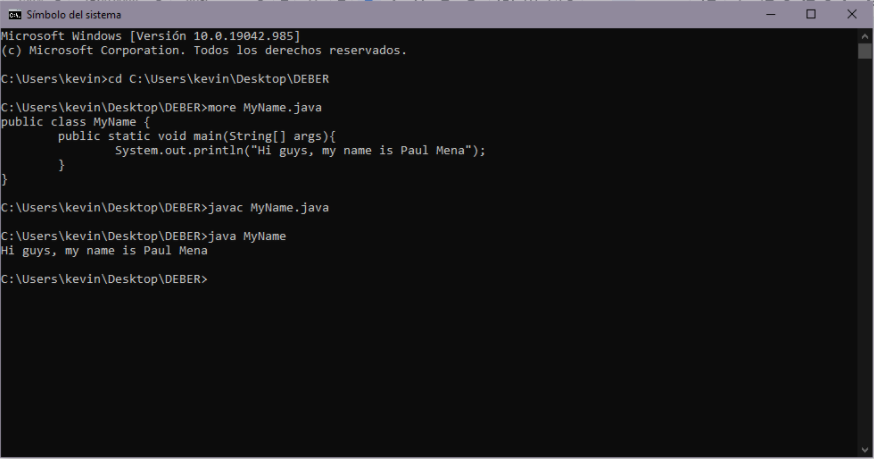 Símbolo del sistema
Microsoft Windows [Versión 10.0.19042.985]
(c) Microsoft Corporation. Todos los derechos reservados.
C:\Users\kevin>cd C:\Users\kevin\Desktop\DEBER
C:\Users\kevin\Desktop\DEBER>more MyName.java
public class MyName {
        public static void main(String[] args){
                System.out.println("Hi guys, my name is Paul Mena");
        }
}
C:\Users\kevin\Desktop\DEBER>javac MyName.java
C:\Users\kevin\Desktop\DEBER>java MyName
Hi guys, my name is Paul Mena
C:\Users\kevin\Desktop\DEBER>